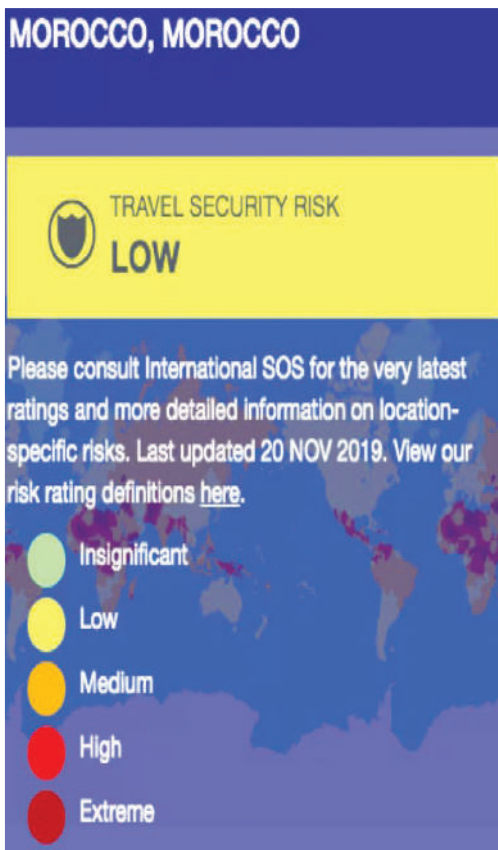 MOROCCO, MOROCCO
TRAVEL SECURITY RISK
LOW
Please consult International SOS for the very latest
ratings and more detailed information on location-
specific risks. Last updated 20 NOV 2019. View our
risk rating definitions here.
Insignificant
Low
Medium
High
Extreme